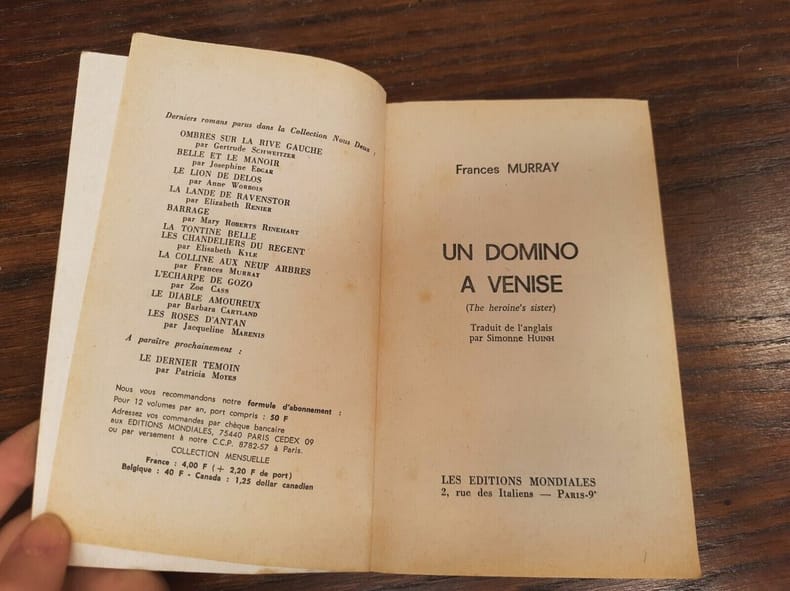 Derniers romans parus dans la Collection Nous Deux :
OMBRES SUR LA RIVE GAUCHE
par Gertrude SCHWEITZER
BELLE ET LE MANOIR
par Josephine EDGAR
LE LION DE DELOS
par Anne WORBOIS
LA LANDE DE RAVENSTOR
par Elizabeth RENIER
BARRAGE
par Mary ROBERTS RINEHART
LA TONTINE BELLE
LES CHANDELIERS DU REGENT
par Elisabeth KYLE
LA COLLINE AUX NEUF ARBRES
par Frances MURRAY
L'ECHARPE DE GOZO
par Zoe CASS
LE DIABLE AMOUREUX
par Barbara CARTLAND
LES ROSES D'ANTAN
par Jacqueline MARENIS
A paraître prochainement :
LE DERNIER TEMOIN
par Patricia MOYES
Nous vous recommandons notre formule d'abonnement :
Pour 12 volumes par an, port compris : 50 F
Adressez vos commandes par chèque bancaire
aux EDITIONS MONDIALES, 75440 PARIS CEDEX 09
ou par versement à notre C.C.P. 8782-57 à Paris.
COLLECTION MENSUELLE
France : 4,00 F (+ 2,20 F de port)
Belgique : 40 F - Canada : 1,25 dollar canadien
Frances MURRAY
UN DOMINO
A VENISE
(The heroine's sister)
Traduit de l'anglais
par Simonne HUINH
LES EDITIONS MONDIALES
2, rue des Italiens — PARIS-9e